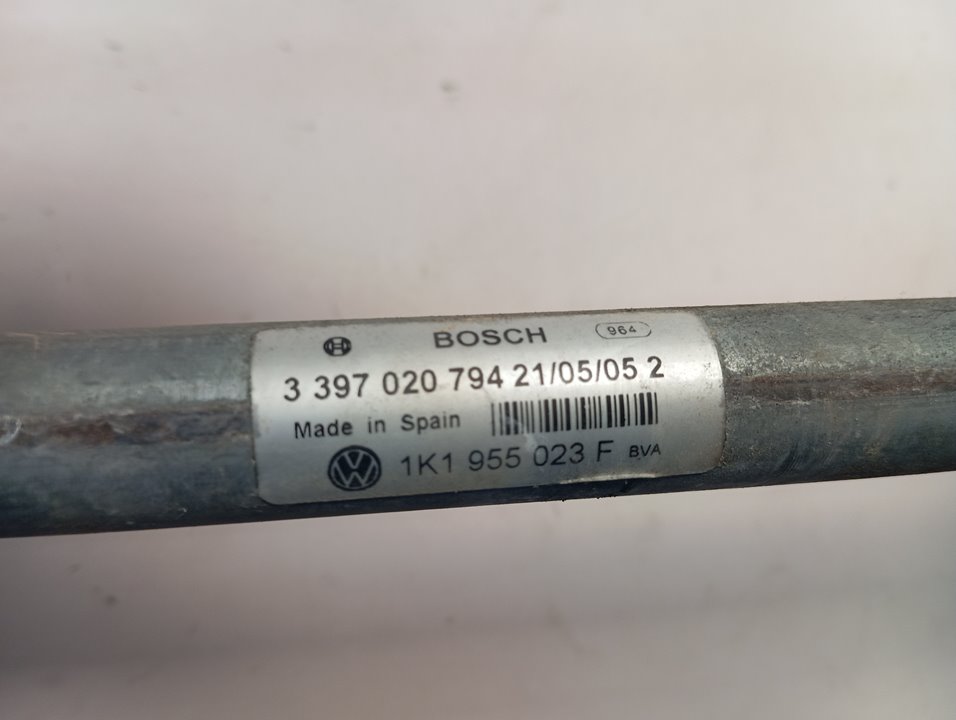 BOSCH 964
3 397 020 794 21/05/05 2
Made in Spain
1K1 955 023 F BVA